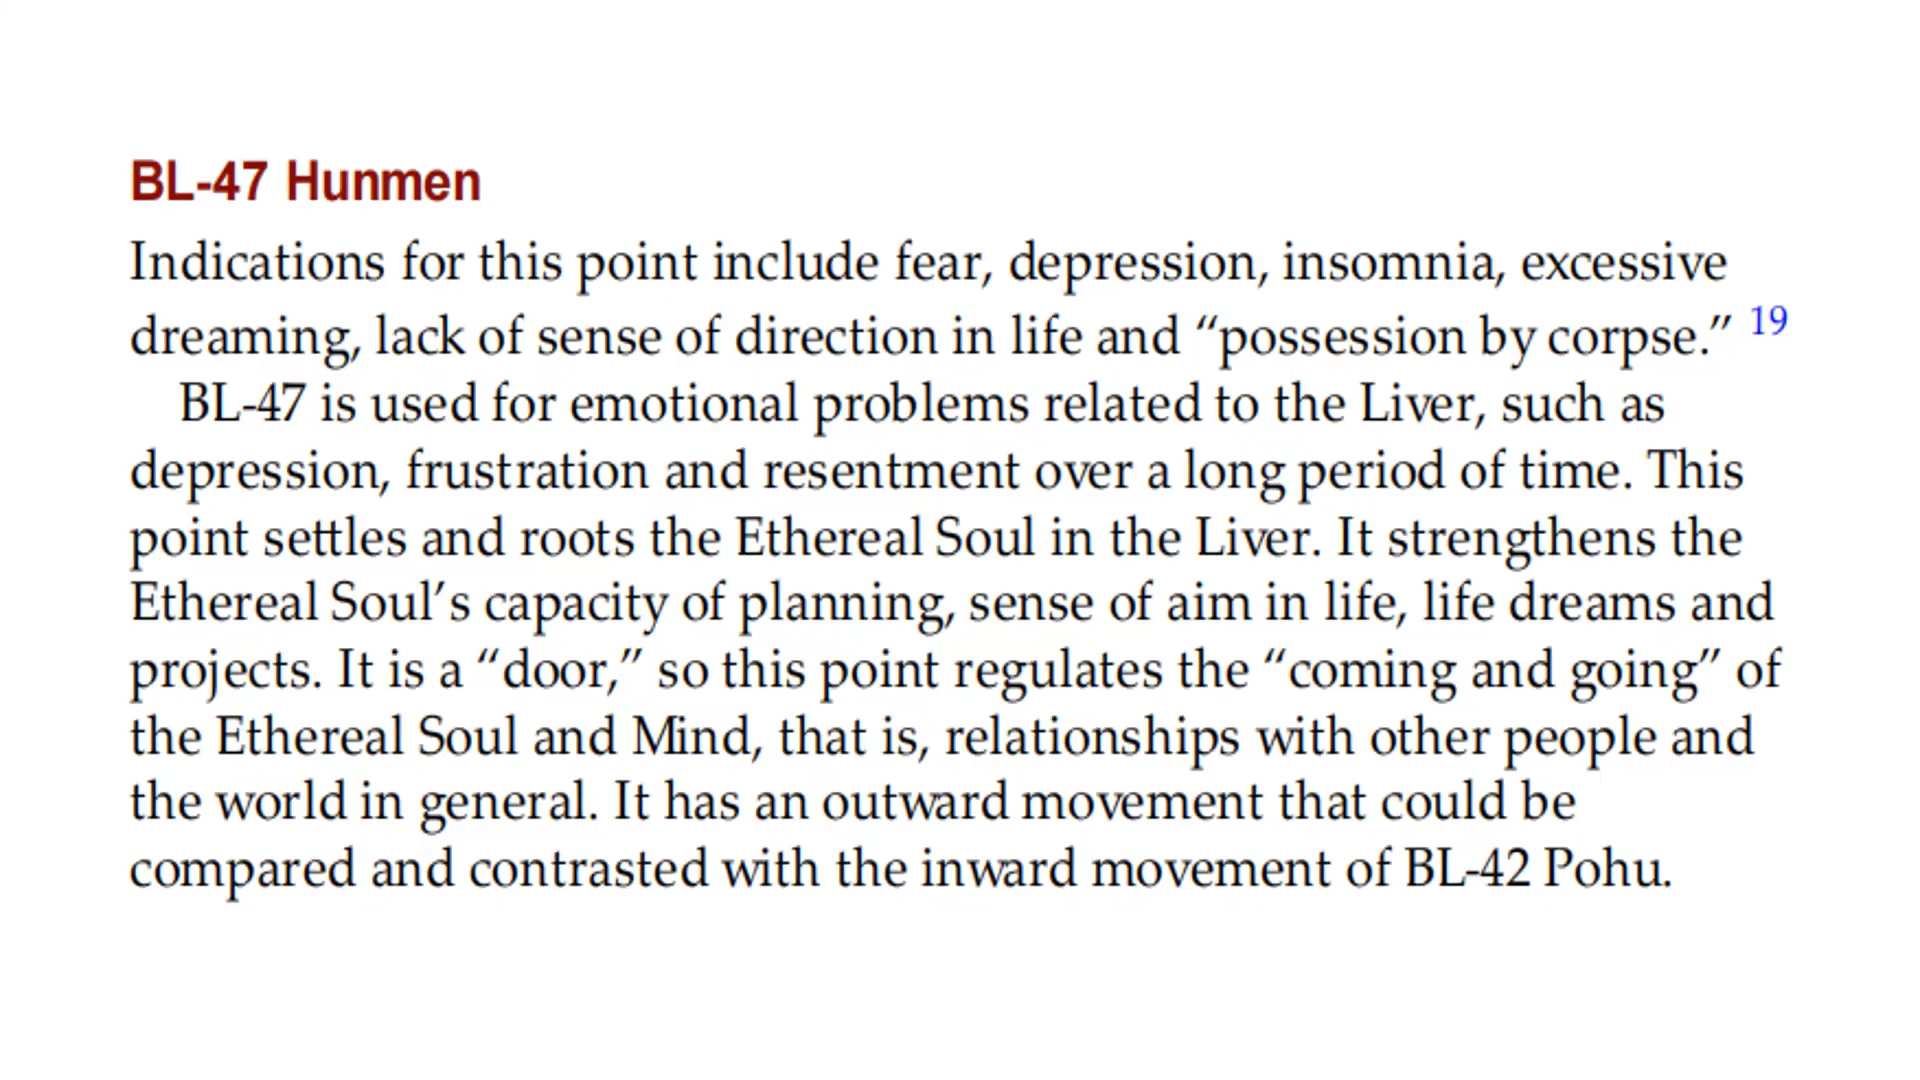 BL-47 Hunmen
Indications for this point include fear, depression, insomnia, excessive
dreaming, lack of sense of direction in life and “possession by corpse.” 19
BL-47 is used for emotional problems related to the Liver, such as
depression, frustration and resentment over a long period of time. This
point settles and roots the Ethereal Soul in the Liver. It strengthens the
Ethereal Soul’s capacity of planning, sense of aim in life, life dreams and
projects. It is a “door,” so this point regulates the “coming and going” of
the Ethereal Soul and Mind, that is, relationships with other people and
the world in general. It has an outward movement that could be
compared and contrasted with the inward movement of BL-42 Pohu.